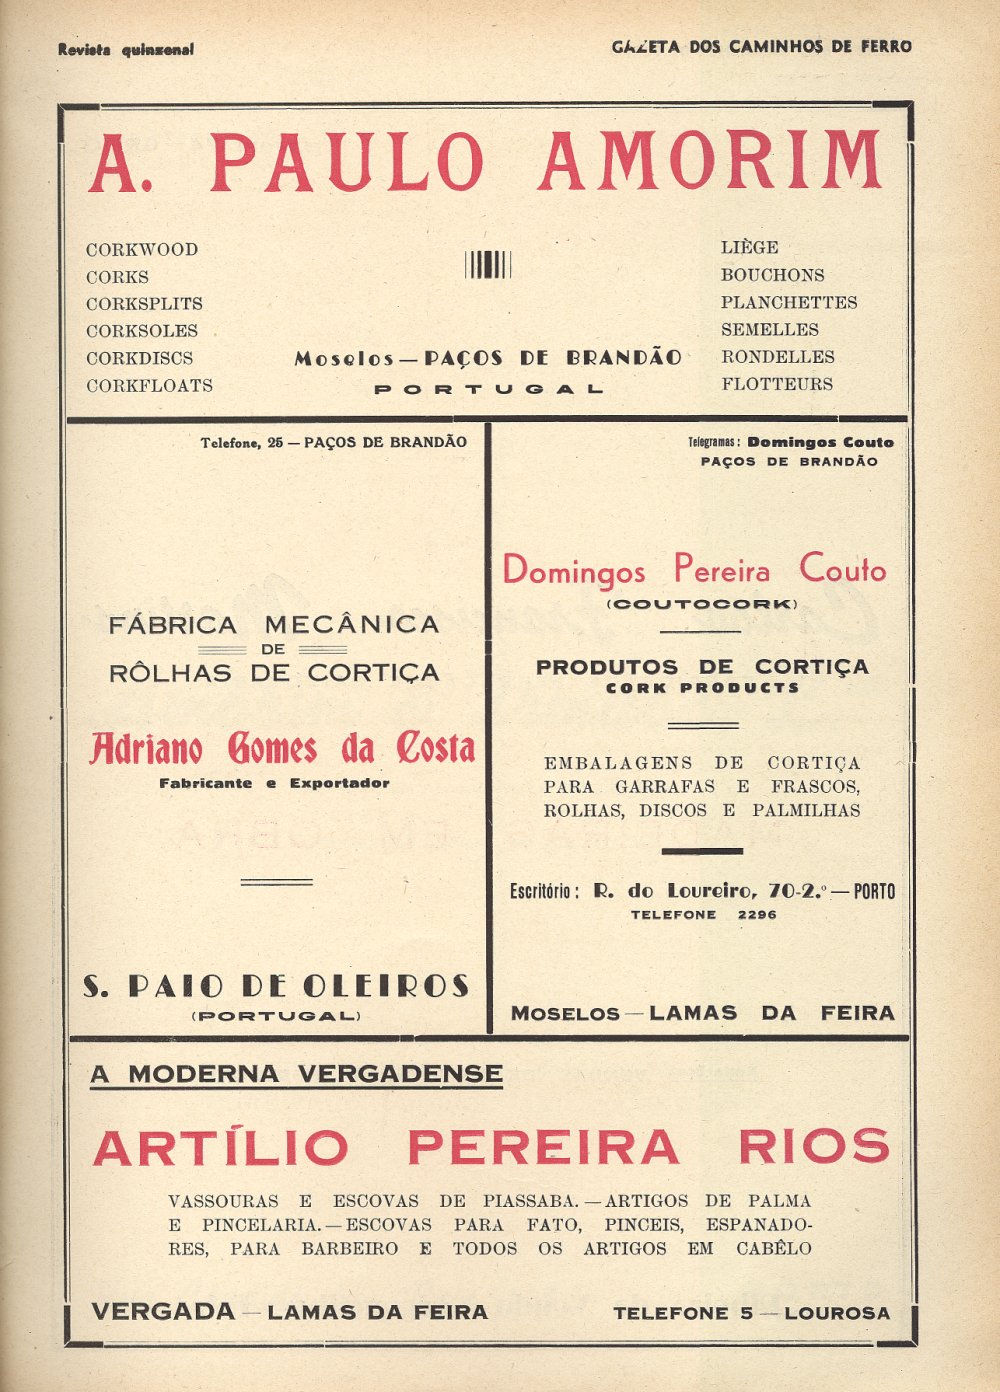 Revista quinzenal
GAZETA DOS CAMINHOS DE FERRO
A. PAULO AMORIM
CORKWOOD
CORKS
CORKSPLITS
CORKSOLES
CORKDISCS
CORKFLOATS
Moselos — PAÇOS DE BRANDÃO
PORTUGAL
LIÈGE
BOUCHONS
PLANCHETTES
SEMELLES
RONDELLES
FLOTTEURS
Telefone, 25 — PAÇOS DE BRANDÃO
FÁBRICA MECÂNICA
DE
RÔLHAS DE CORTIÇA
Adriano Gomes da Costa
Fabricante e Exportador
S. PAIO DE OLEIROS
(PORTUGAL)
Telegramas: Domingos Couto
PAÇOS DE BRANDÃO
Domingos Pereira Couto
(COUTOCORK)
PRODUTOS DE CORTIÇA
CORK PRODUCTS
EMBALAGENS DE CORTIÇA
PARA GARRAFAS E FRASCOS,
ROLHAS, DISCOS E PALMILHAS
Escritório: R. do Loureiro, 70-2.º — PORTO
TELEFONE 2296
MOSELOS — LAMAS DA FEIRA
A MODERNA VERGADENSE
ARTÍLIO PEREIRA RIOS
VASSOURAS E ESCOVAS DE PIASSABA. — ARTIGOS DE PALMA
E PINCELARIA. — ESCOVAS PARA FATO, PINCEIS, ESPANADO-
RES, PARA BARBEIRO E TODOS OS ARTIGOS EM CABÊLO
VERGADA — LAMAS DA FEIRA
TELEFONE 5 — LOUROSA